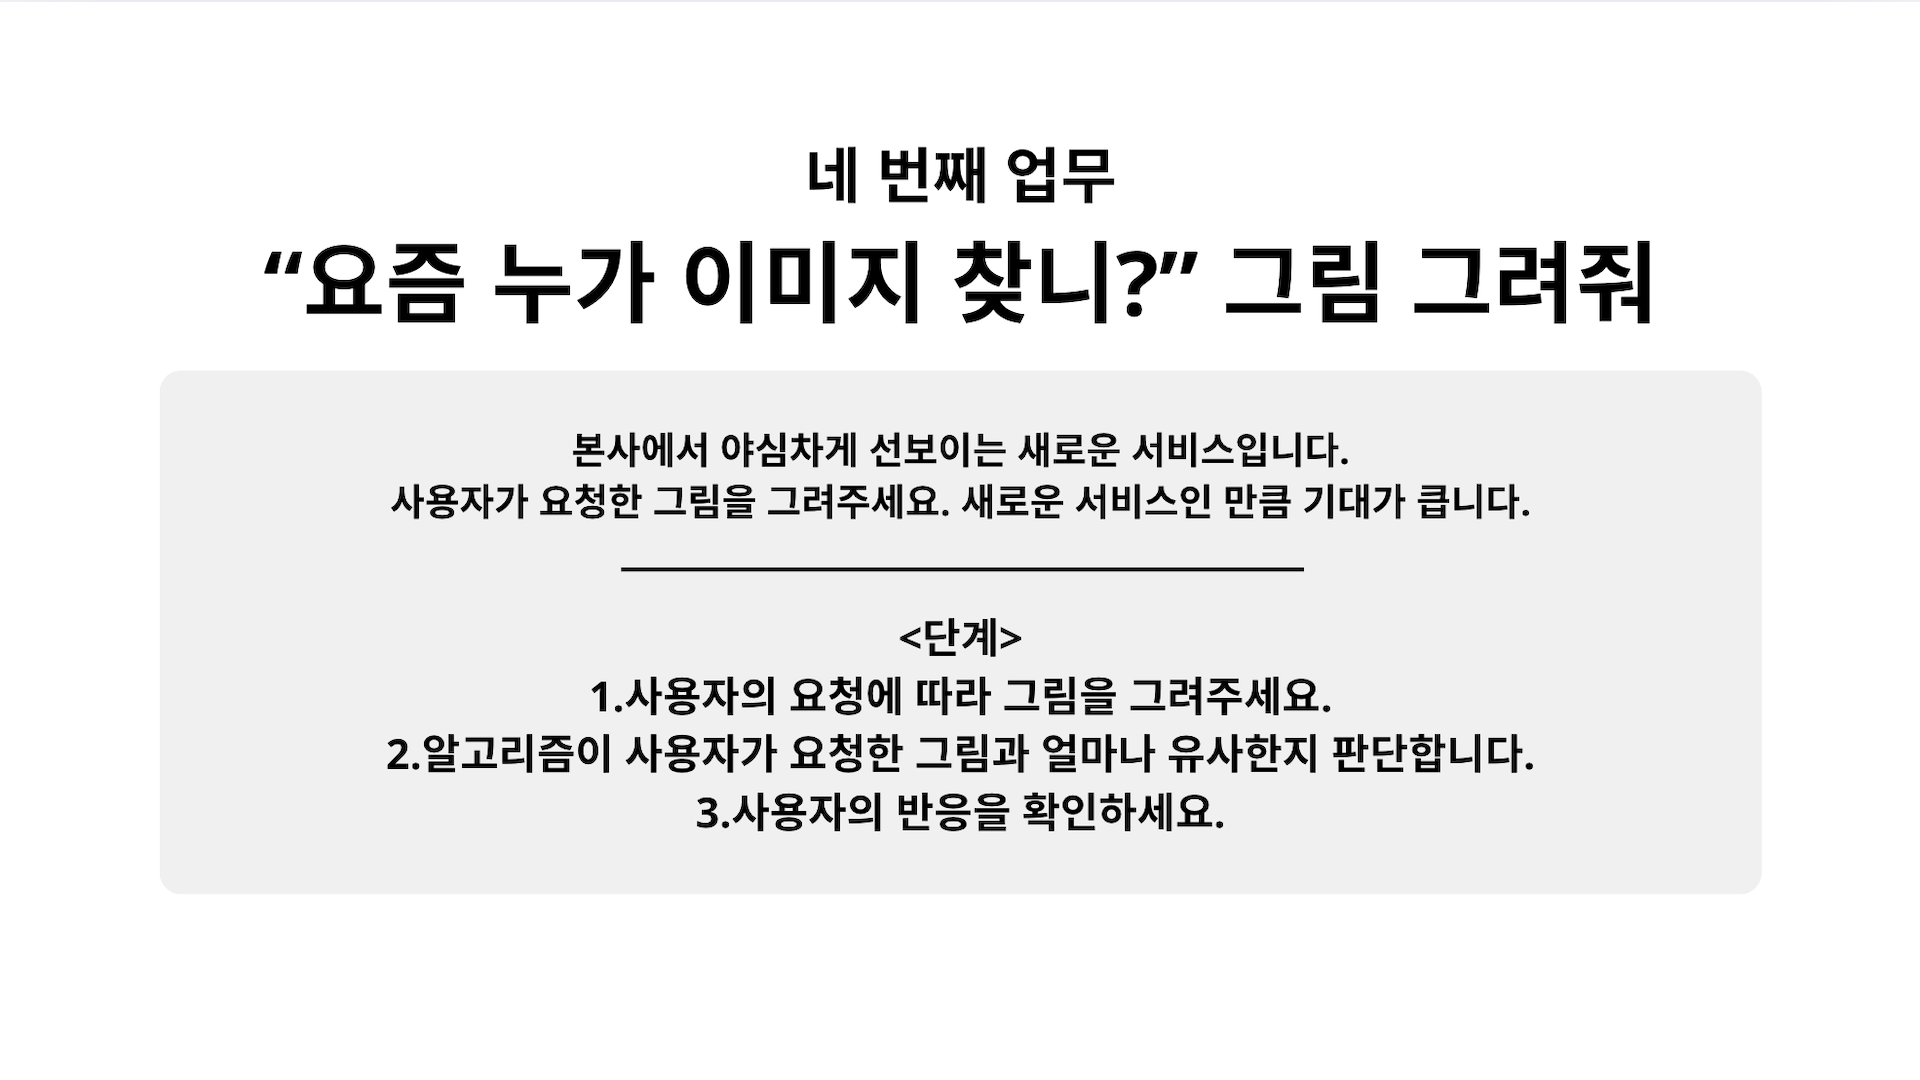 네 번째 업무
“요즘 누가 이미지 찾니?” 그림 그려줘
본사에서 야심차게 선보이는 새로운 서비스입니다.
사용자가 요청한 그림을 그려주세요. 새로운 서비스인 만큼 기대가 큽니다.
<단계>
1.사용자의 요청에 따라 그림을 그려주세요.
2.알고리즘이 사용자가 요청한 그림과 얼마나 유사한지 판단합니다.
3.사용자의 반응을 확인하세요.